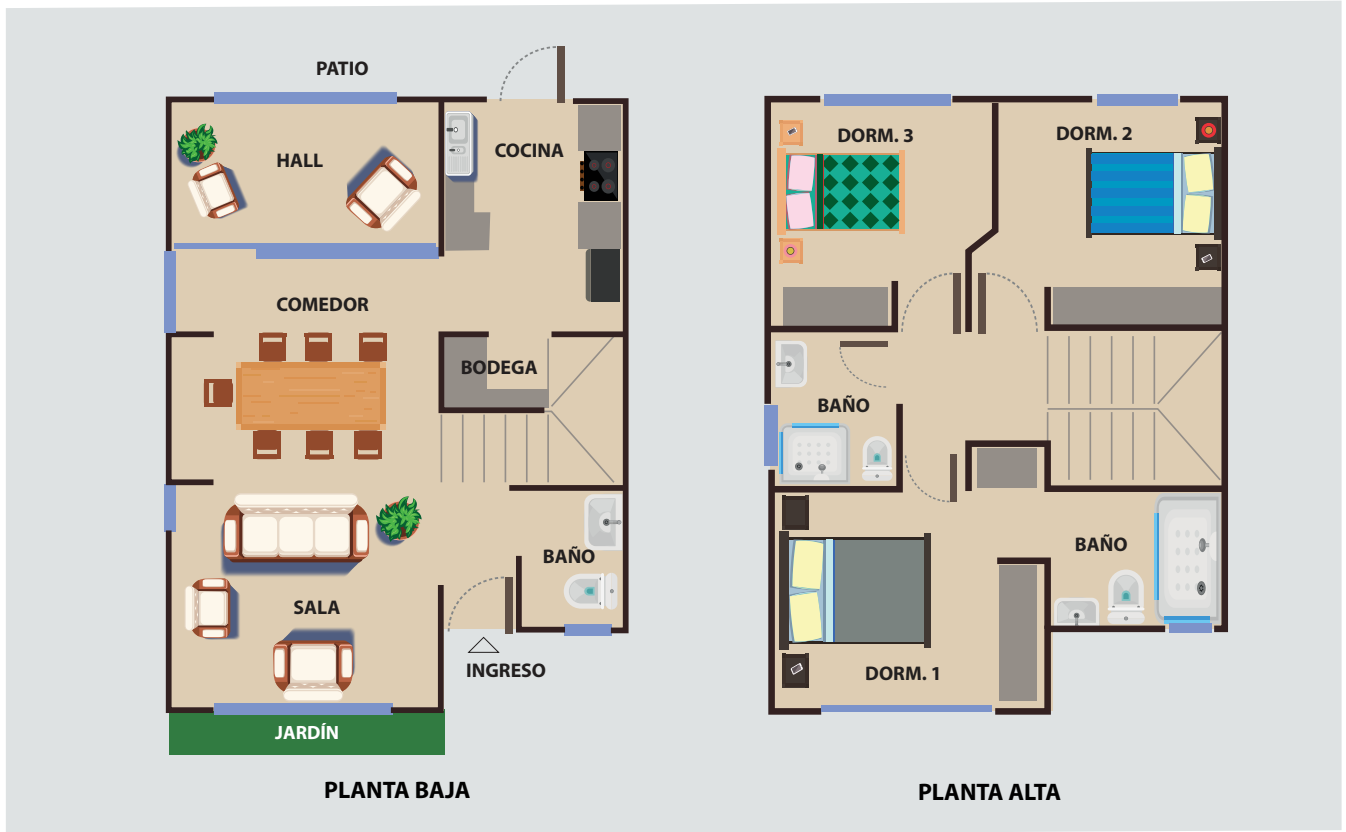 PATIO
HALL
COCINA
COMEDOR
BODEGA
BAÑO
SALA
INGRESO
JARDÍN
PLANTA BAJA
DORM. 3
DORM. 2
BAÑO
BAÑO
DORM. 1
PLANTA ALTA